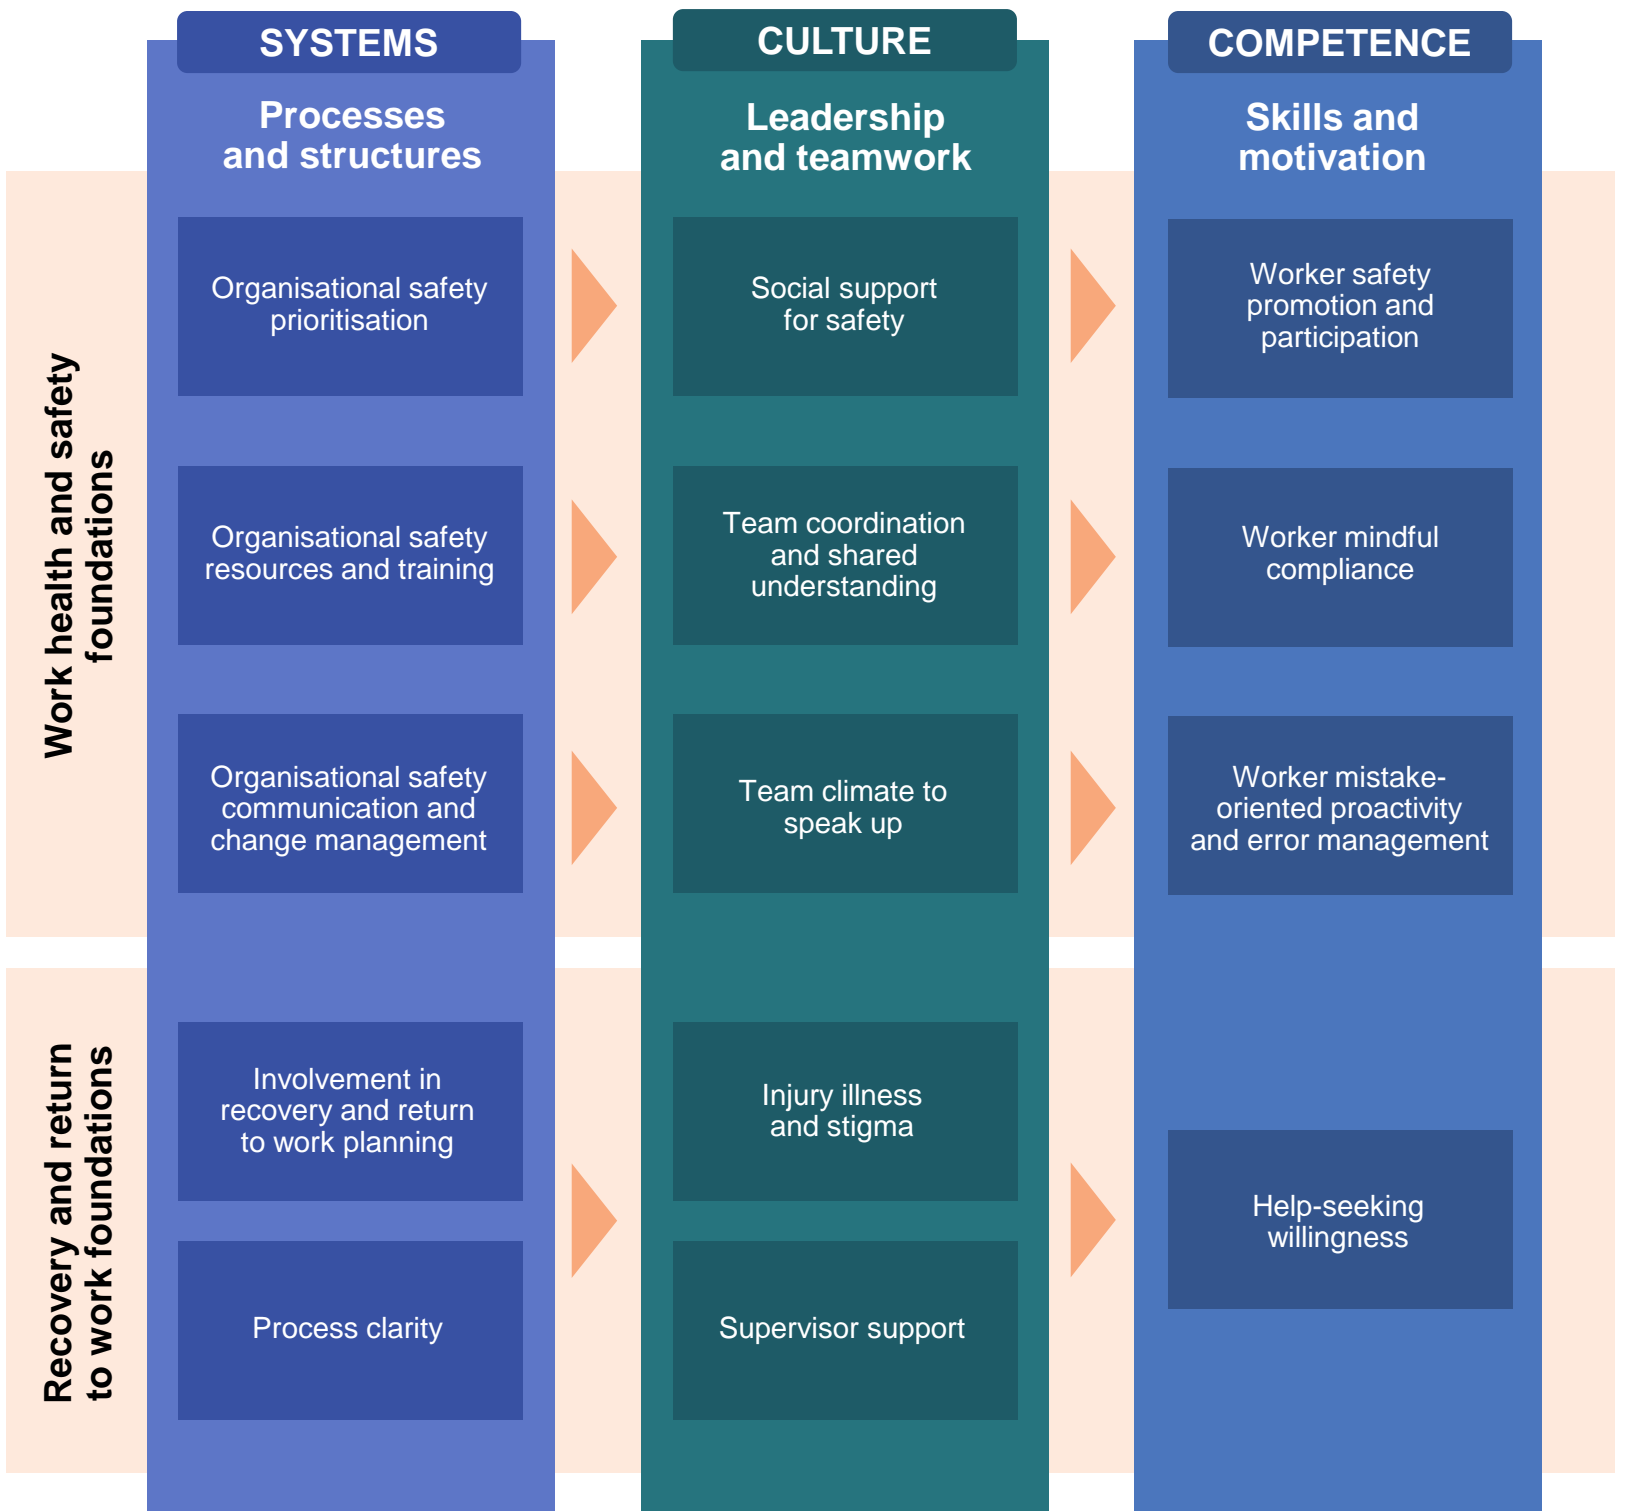 SYSTEMS
CULTURE
COMPETENCE
Processes
and structures
Leadership
and teamwork
Skills and
motivation
Work health and safety
foundations
Organisational safety
prioritisation
Social support
for safety
Worker safety
promotion and
participation
Organisational safety
resources and training
Team coordination
and shared
understanding
Worker mindful
compliance
Organisational safety
communication and
change management
Team climate to
speak up
Worker mistake-
oriented proactivity
and error management
Recovery and return
to work foundations
Involvement in
recovery and return
to work planning
Injury illness
and stigma
Help-seeking
willingness
Process clarity
Supervisor support